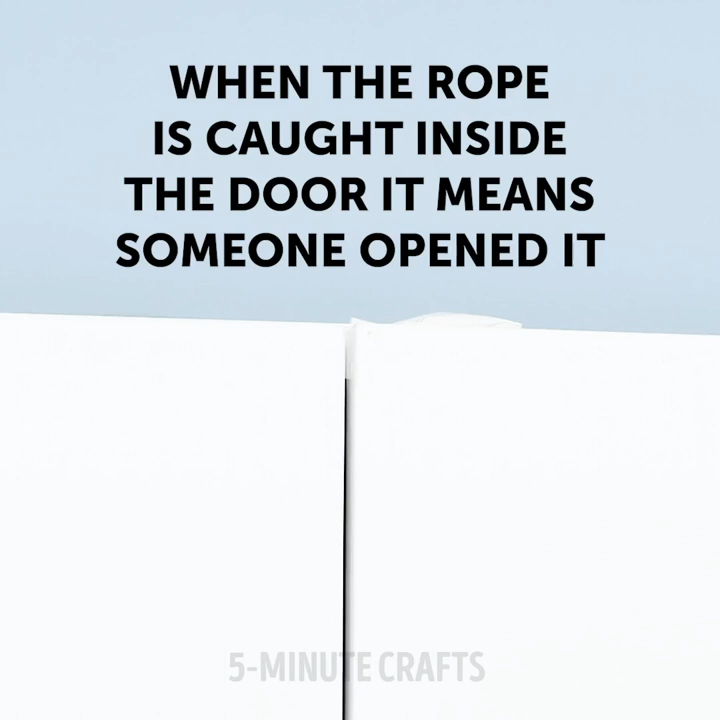 WHEN THE ROPE
IS CAUGHT INSIDE
THE DOOR IT MEANS
SOMEONE OPENED IT
5-MINUTE CRAFTS